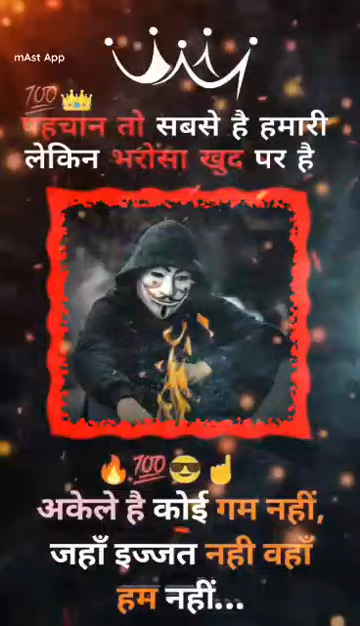 mAst App
💯👑
पहचान तो सबसे है हमारी
लेकिन भरोसा खुद पर है
🔥💯😎☝️
अकेले है कोई गम नहीं,
जहाँ इज्जत नही वहाँ
हम नहीं...